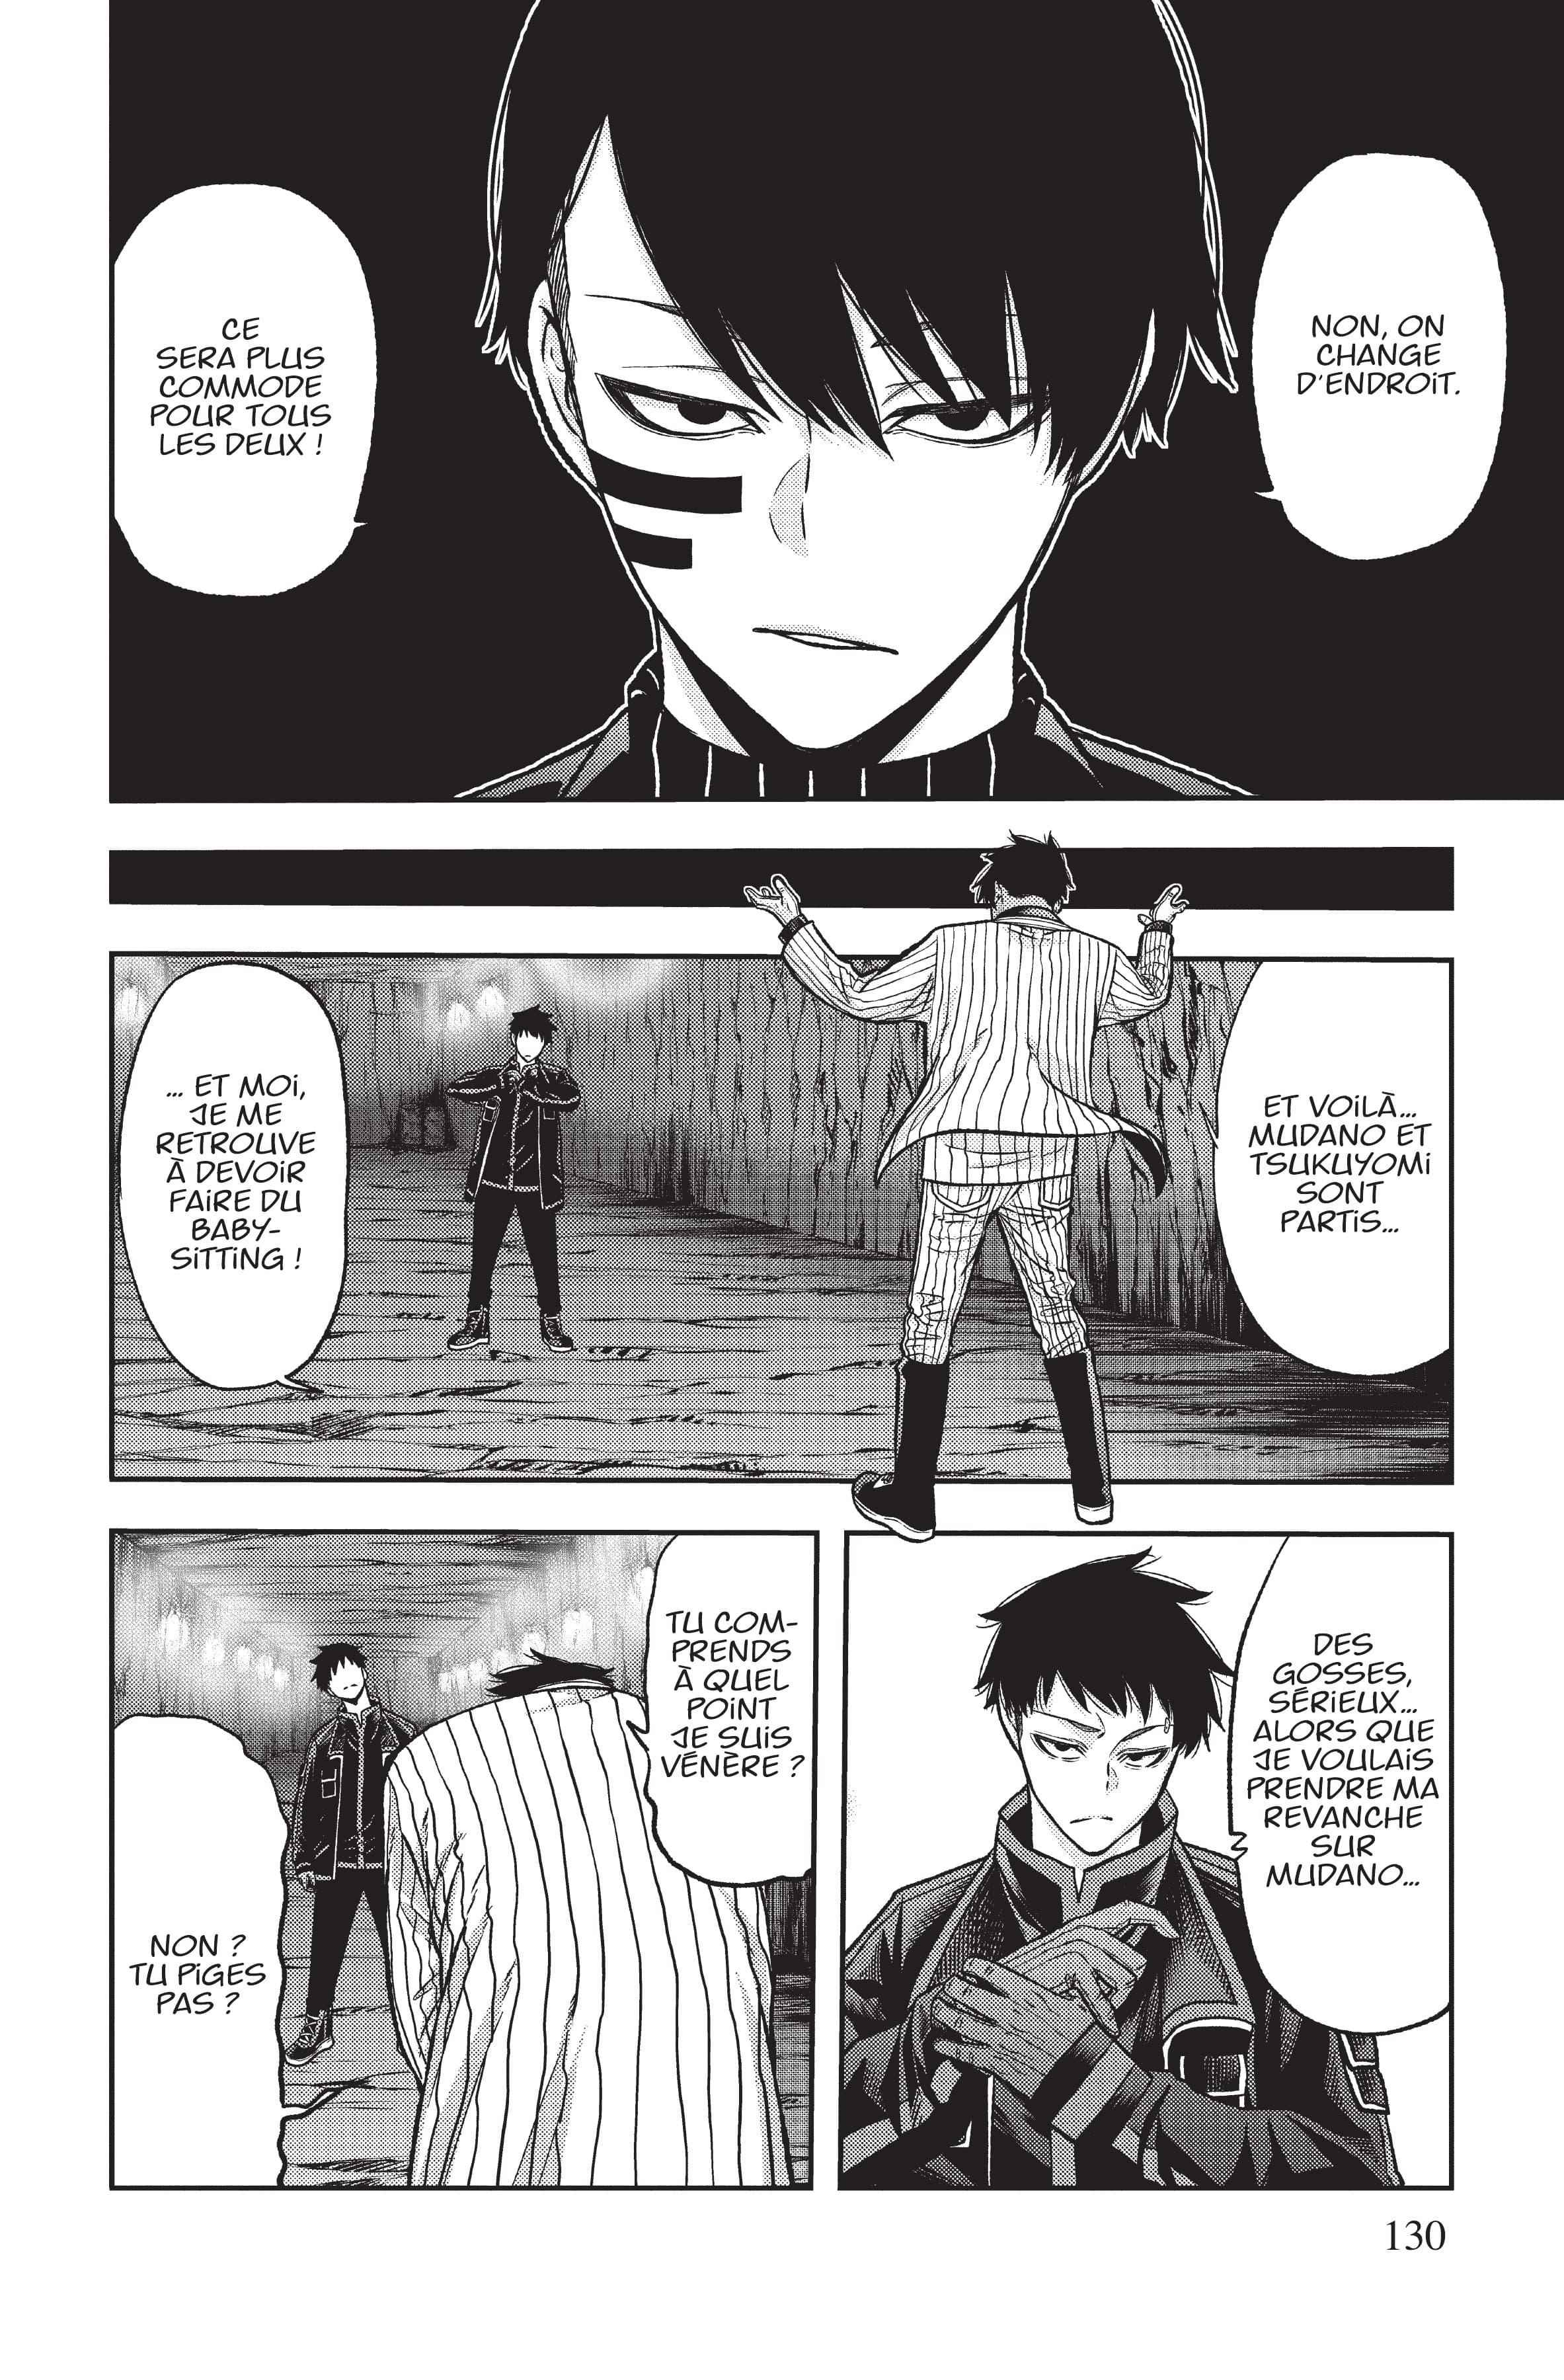 NON, ON
CHANGE
D'ENDROIT.
CE
SERA PLUS
COMMODE
POUR TOUS
LES DEUX !
ET VOILÀ...
MUDANO ET
TSUKUYOMI
SONT
PARTIS...
... ET MOI,
JE ME
RETROUVE
À DEVOIR
FAIRE DU
BABY-
SITTING !
DES
GOSSES,
SÉRIEUX...
ALORS QUE
JE VOULAIS
PRENDRE MA
REVANCHE
SUR
MUDANO...
TU COM-
PRENDS
À QUEL
POINT
JE SUIS
VÉNÈRE ?
NON ?
TU PIGES
PAS ?
130